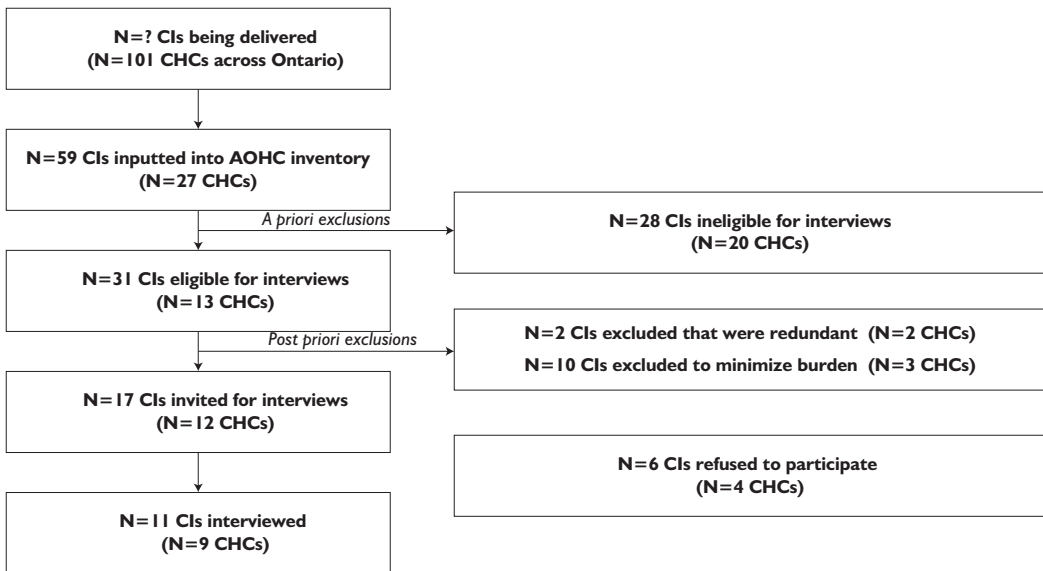 N=? CIs being delivered
(N=101 CHCs across Ontario)
N=59 CIs inputted into AOHC inventory
(N=27 CHCs)
A priori exclusions
N=28 CIs ineligible for interviews
(N=20 CHCs)
N=31 CIs eligible for interviews
(N=13 CHCs)
Post priori exclusions
N=2 CIs excluded that were redundant (N=2 CHCs)
N=10 CIs excluded to minimize burden (N=3 CHCs)
N=17 CIs invited for interviews
(N=12 CHCs)
N=6 CIs refused to participate
(N=4 CHCs)
N=11 CIs interviewed
(N=9 CHCs)